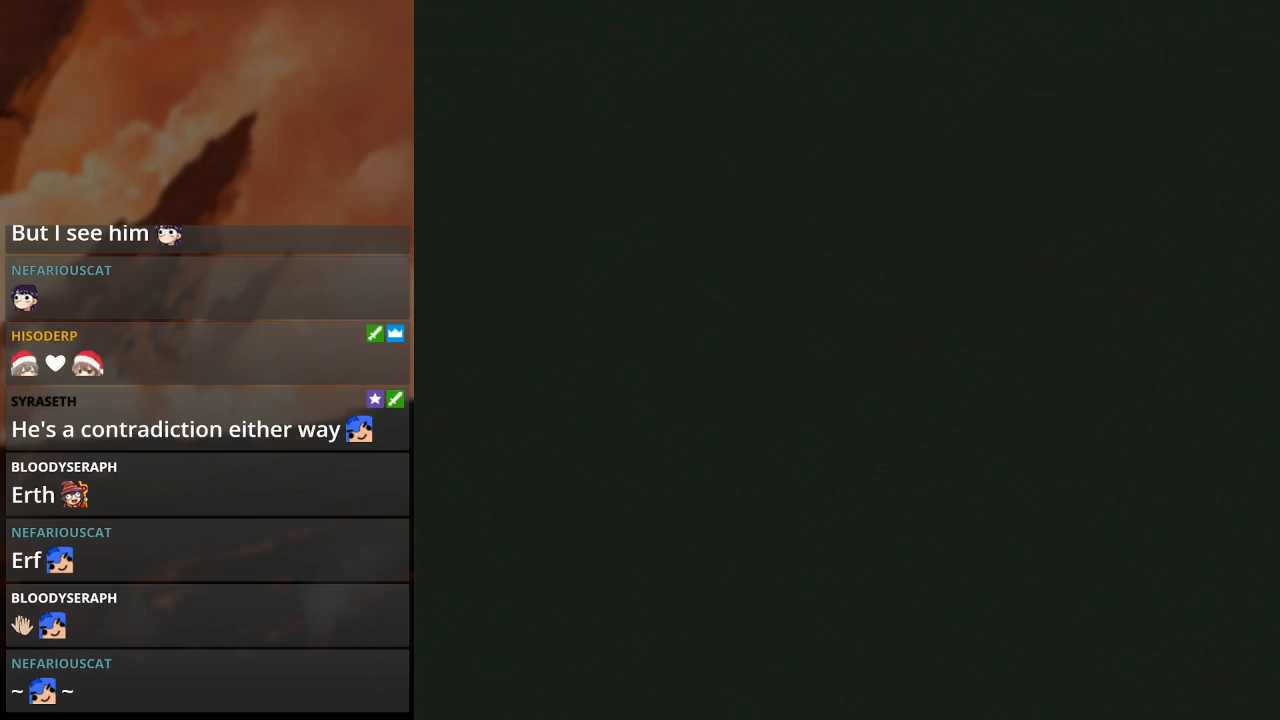 But I see him
NEFARIOUSCAT
HISODERP
SYRASETH
He's a contradiction either way
BLOODYSERAPH
Erth
NEFARIOUSCAT
Erf
BLOODYSERAPH
NEFARIOUSCAT
~ ~